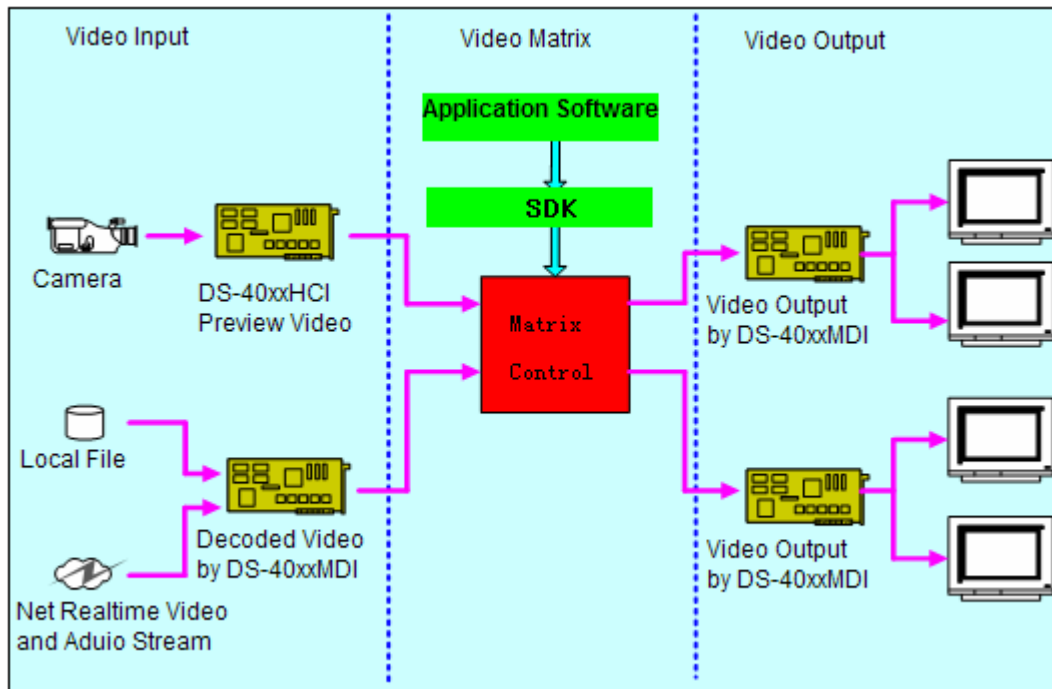 Video Input
Video Matrix
Video Output
Application Software
SDK
Camera
DS-40xxHCI
Preview Video
Matrix
Control
Video Output
by DS-40xxMDI
Local File
Decoded Video
by DS-40xxMDI
Net Realtime Video
and Aduio Stream
Video Output
by DS-40xxMDI